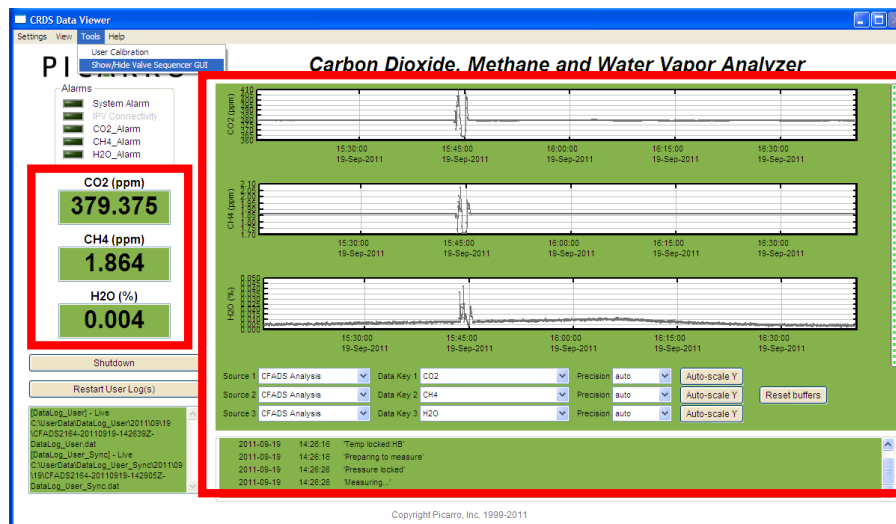 CRDS Data Viewer
Settings View Tools Help
User Calibration
Show/Hide Valve Sequencer GUI
Carbon Dioxide, Methane and Water Vapor Analyzer
Alarms
System Alarm
IPV Connectivity
CO2_Alarm
CH4_Alarm
H2O_Alarm
CO2 (ppm)
379.375
CH4 (ppm)
1.864
H2O (%)
0.004
Shutdown
Restart User Log(s)
[DataLog_User] - Live
C:\UserData\DataLog_User\2011\09\19
\CFADS2164-20110919-142639Z-
DataLog_User.dat
[DataLog_User_Sync] - Live
C:\UserData\DataLog_User_Sync\2011\09
\19\CFADS2164-20110919-142905Z-
DataLog_User_Sync.dat
CO2 (ppm)
410
360
15:30:00 15:45:00 16:00:00 16:15:00 16:30:00
19-Sep-2011 19-Sep-2011 19-Sep-2011 19-Sep-2011 19-Sep-2011
CH4 (ppm)
2.10
1.70
15:30:00 15:45:00 16:00:00 16:15:00 16:30:00
19-Sep-2011 19-Sep-2011 19-Sep-2011 19-Sep-2011 19-Sep-2011
H2O (%)
0.050
15:30:00 15:45:00 16:00:00 16:15:00 16:30:00
19-Sep-2011 19-Sep-2011 19-Sep-2011 19-Sep-2011 19-Sep-2011
Source 1 CFADS Analysis Data Key 1 CO2 Precision auto Auto-scale Y
Source 2 CFADS Analysis Data Key 2 CH4 Precision auto Auto-scale Y Reset buffers
Source 3 CFADS Analysis Data Key 3 H2O Precision auto Auto-scale Y
2011-09-19 14:26:16 'Temp locked:HB'
2011-09-19 14:26:16 'Preparing to measure'
2011-09-19 14:26:26 'Pressure locked'
2011-09-19 14:26:28 'Measuring...'
Copyright Picarro, Inc. 1999-2011